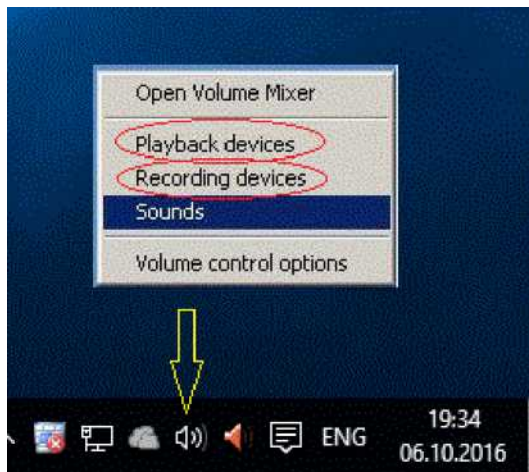 Open Volume Mixer
Playback devices
Recording devices
Sounds
Volume control options
ENG
19:34
06.10.2016